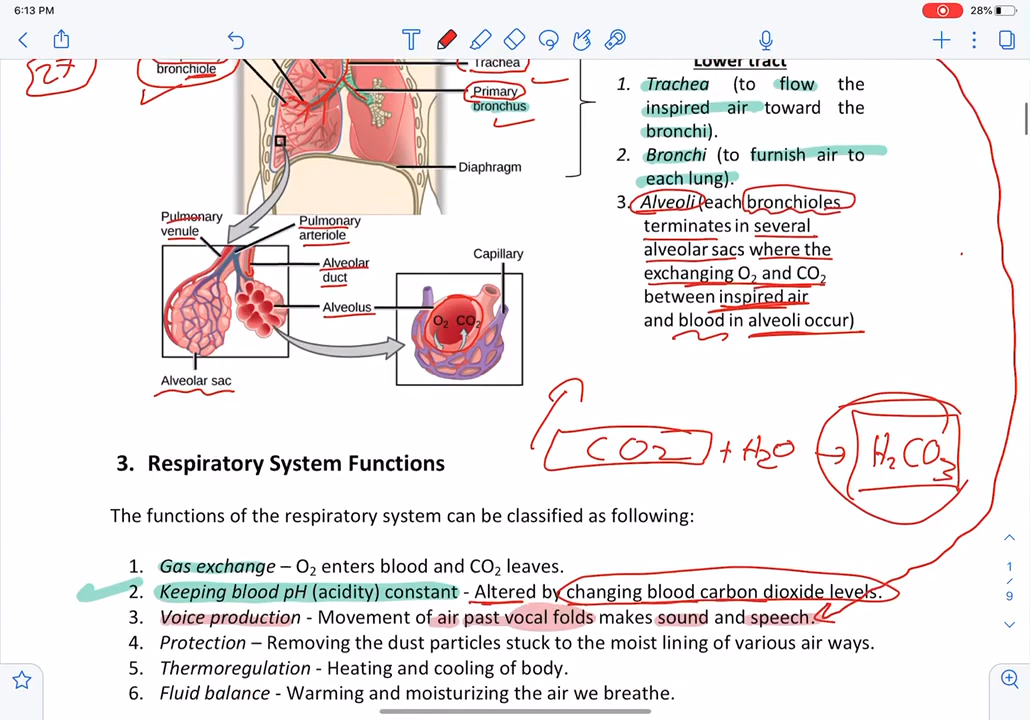 6:13 PM
28%
27
bronchiole
Trachea
Primary
bronchus
Diaphragm
Pulmonary
venule
Pulmonary
arteriole
Alveolar
duct
Alveolus
Alveolar sac
Capillary
O₂ CO₂
Lower tract
1. Trachea (to flow the
inspired air toward the
bronchi).
2. Bronchi (to furnish air to
each lung).
3. Alveoli (each bronchioles
terminates in several
alveolar sacs where the
exchanging O₂ and CO₂
between inspired air
and blood in alveoli occur)
CO2 + H2O → H2CO3
3. Respiratory System Functions
The functions of the respiratory system can be classified as following:
1. Gas exchange – O₂ enters blood and CO₂ leaves.
2. Keeping blood pH (acidity) constant - Altered by changing blood carbon dioxide levels.
3. Voice production - Movement of air past vocal folds makes sound and speech.
4. Protection – Removing the dust particles stuck to the moist lining of various air ways.
5. Thermoregulation - Heating and cooling of body.
6. Fluid balance - Warming and moisturizing the air we breathe.
1
9